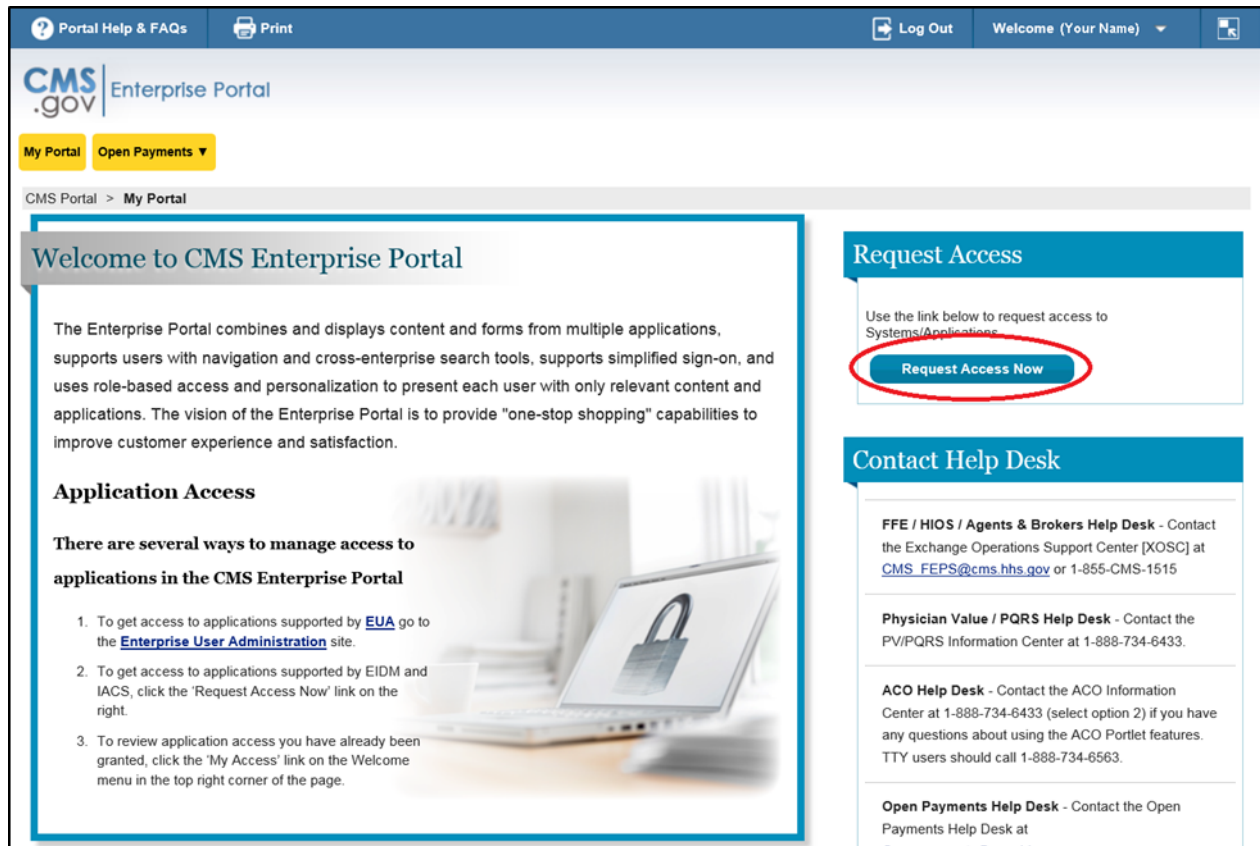 Portal Help & FAQs
Print
Log Out
Welcome (Your Name)
CMS
.gov
Enterprise Portal
My Portal
Open Payments ▼
CMS Portal > My Portal
Welcome to CMS Enterprise Portal
The Enterprise Portal combines and displays content and forms from multiple applications,
supports users with navigation and cross-enterprise search tools, supports simplified sign-on, and
uses role-based access and personalization to present each user with only relevant content and
applications. The vision of the Enterprise Portal is to provide "one-stop shopping" capabilities to
improve customer experience and satisfaction.
Application Access
There are several ways to manage access to
applications in the CMS Enterprise Portal
1. To get access to applications supported by EUA go to
the Enterprise User Administration site.
2. To get access to applications supported by EIDM and
IACS, click the 'Request Access Now' link on the
right.
3. To review application access you have already been
granted, click the 'My Access' link on the Welcome
menu in the top right corner of the page.
Request Access
Use the link below to request access to
Systems/Applications
Request Access Now
Contact Help Desk
FFE / HIOS / Agents & Brokers Help Desk - Contact
the Exchange Operations Support Center [XOSC] at
CMS_FEPS@cms.hhs.gov or 1-855-CMS-1515
Physician Value / PQRS Help Desk - Contact the
PV/PQRS Information Center at 1-888-734-6433.
ACO Help Desk - Contact the ACO Information
Center at 1-888-734-6433 (select option 2) if you have
any questions about using the ACO Portlet features.
TTY users should call 1-888-734-6563.
Open Payments Help Desk - Contact the Open
Payments Help Desk at